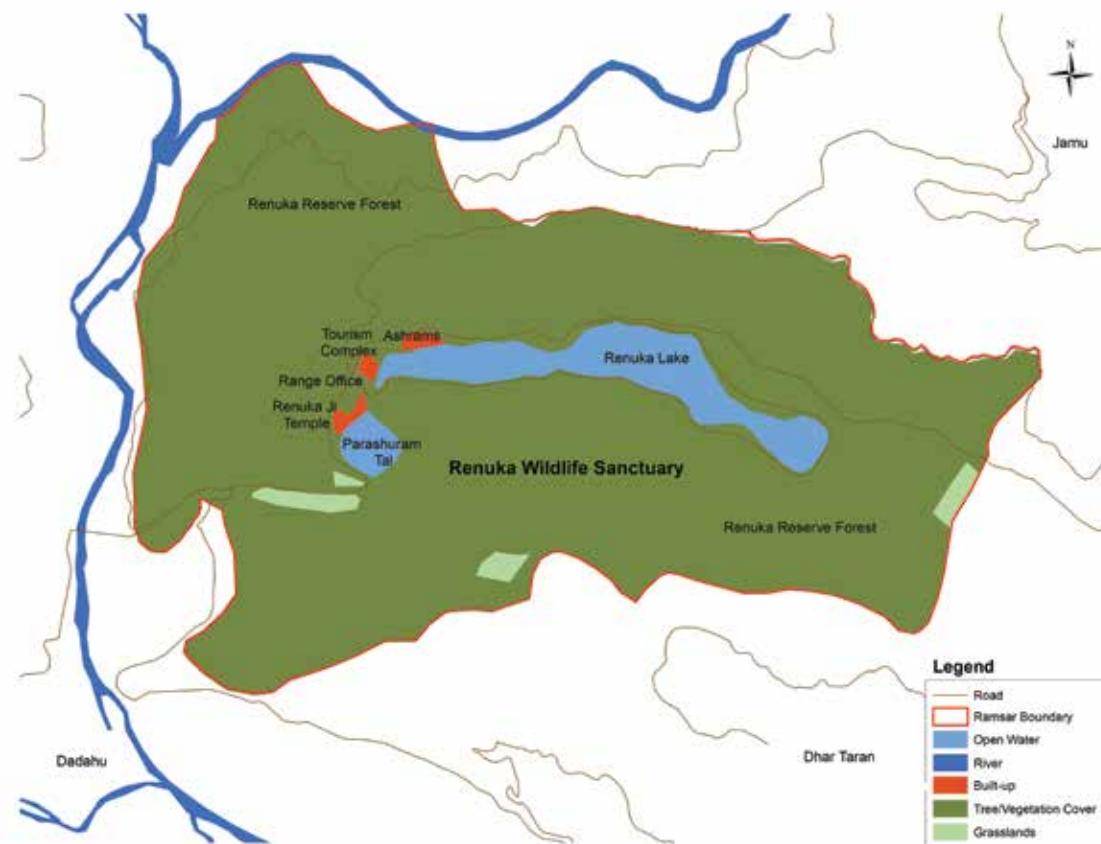 N
Jamu
Renuka Reserve Forest
Tourism
Complex
Ashrams
Renuka Lake
Range Office
Renuka Ji
Temple
Parashuram
Tal
Renuka Wildlife Sanctuary
Renuka Reserve Forest
Dadahu
Dhar Taran
Legend
Road
Ramsar Boundary
Open Water
River
Built-up
Tree/Vegetation Cover
Grasslands